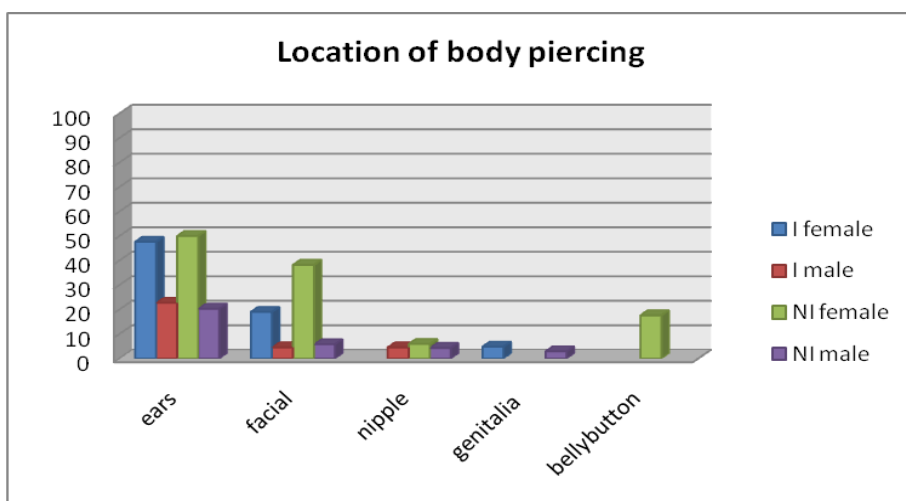 Location of body piercing
100
90
80
70
60
50
40
30
20
10
0
ears
facial
nipple
genitalia
bellybutton
I female
I male
NI female
NI male